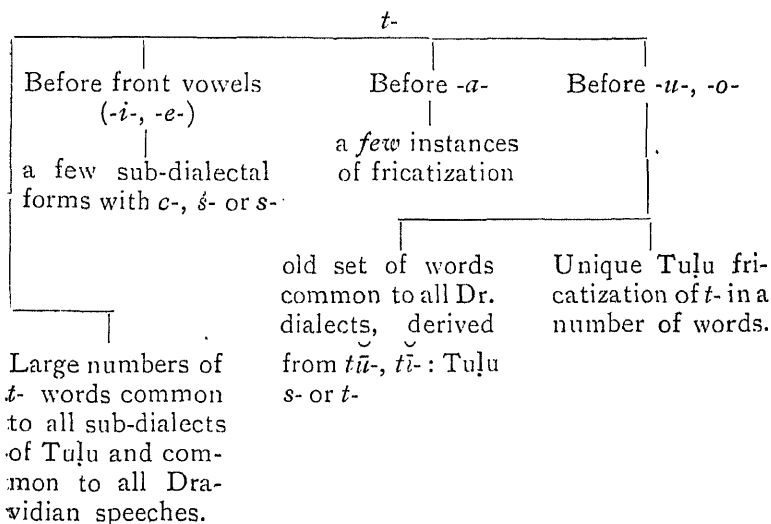 t-
Before front vowels
(-i-, -e-)
a few sub-dialectal
forms with c-, ś- or s-
Before -a-
a few instances
of fricatization
Before -u-, -o-
old set of words
common to all Dr.
dialects, derived
from tū̆-, tī̆- : Tuḷu
s- or t-
Unique Tuḷu fri-
catization of t- in a
number of words.
Large numbers of
t- words common
to all sub-dialects
of Tuḷu and com-
mon to all Dra-
vidian speeches.